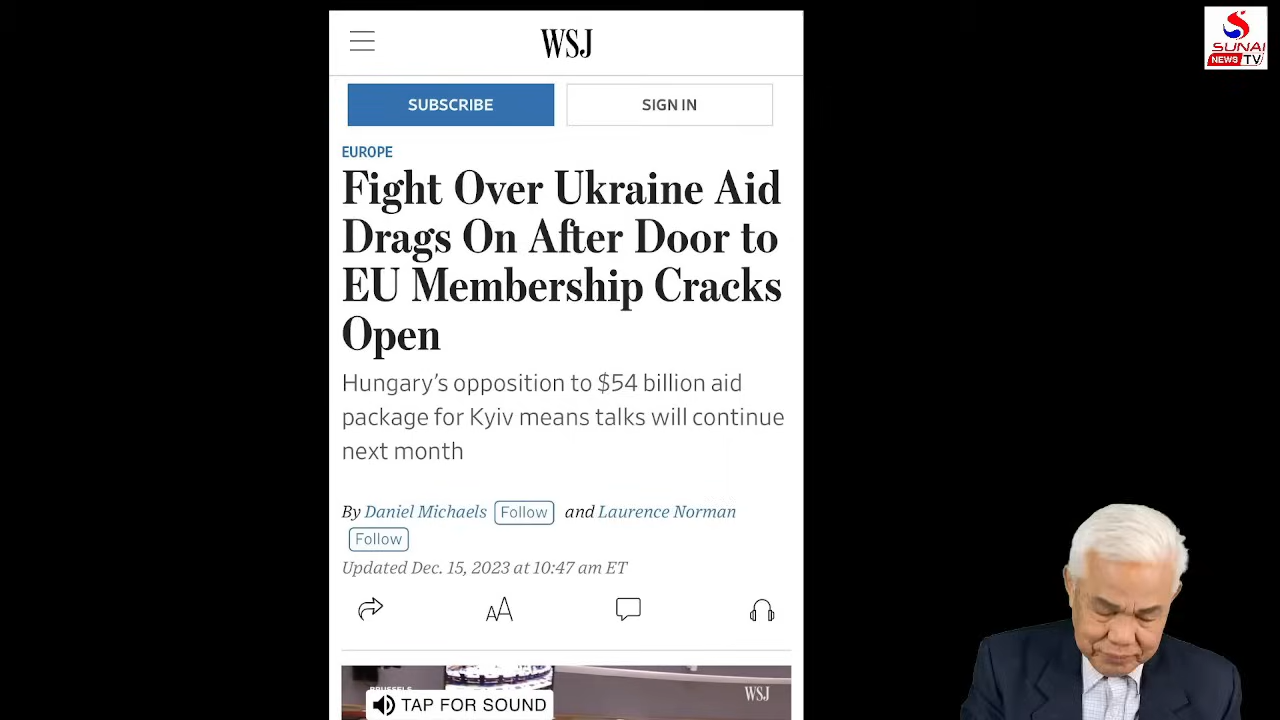 WSJ
SUNAI
NEWS TV
SUBSCRIBE
SIGN IN
EUROPE
Fight Over Ukraine Aid
Drags On After Door to
EU Membership Cracks
Open
Hungary's opposition to $54 billion aid
package for Kyiv means talks will continue
next month
By Daniel Michaels Follow and Laurence Norman
Follow
Updated Dec. 15, 2023 at 10:47 am ET
AA
BRUSSELS
WSJ
TAP FOR SOUND